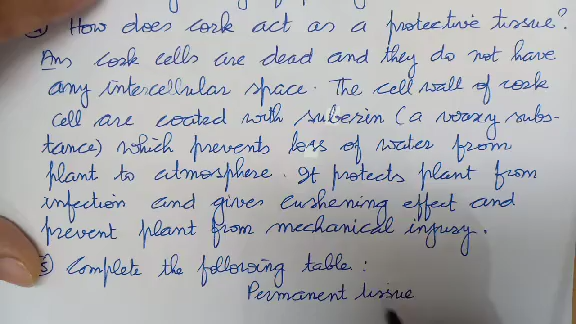 How does cork act as a protective tissue?
Ans cork cells are dead and they do not have
any intercellular space. The cell wall of cork
cell are coated with suberin (a waxy subs-
tance) which prevents loss of water from
plant to atmosphere. It protects plant from
infection and gives cushening effect and
prevent plant from mechanical injury.
5) Complete the following table:
Permanent tissue